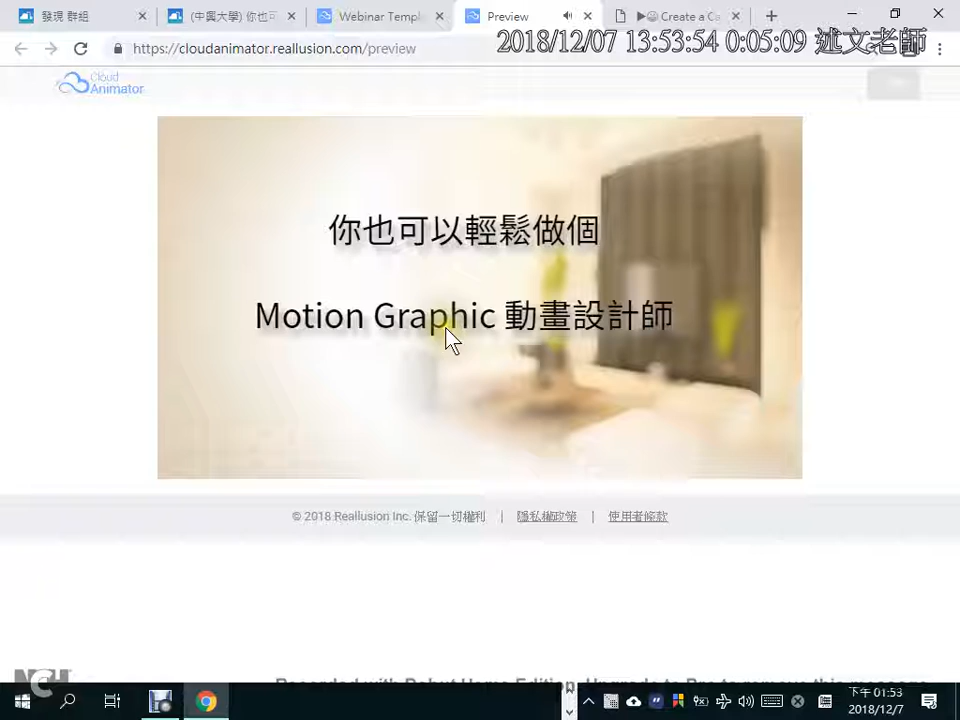 發現 群組
(中興大學) 你也可
Webinar Templ
Preview
Create a Ca
https://cloudanimator.reallusion.com/preview
2018/12/07 13:53:54 0:05:09 述文老師
Cloud
Animator
你也可以輕鬆做個
Motion Graphic 動畫設計師
© 2018 Reallusion Inc. 保留一切權利 | 隱私權政策 | 使用者條款
NCH
下午 01:53
2018/12/7